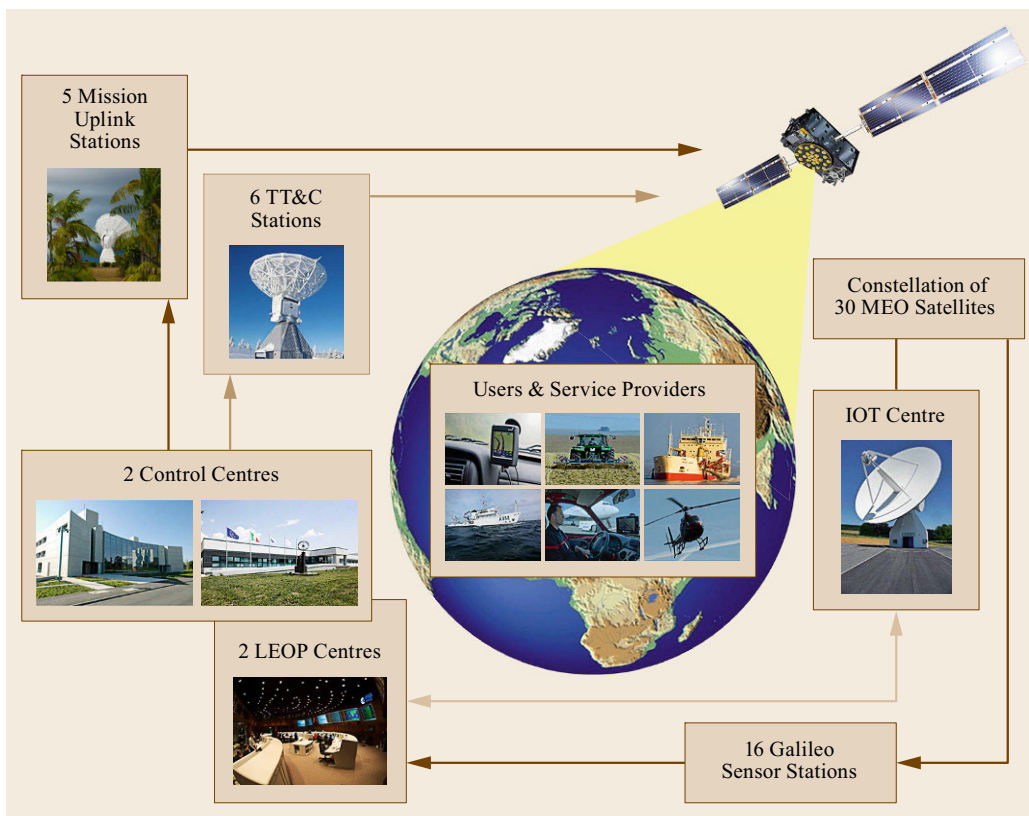 5 Mission
Uplink
Stations
6 TT&C
Stations
Constellation of
30 MEO Satellites
Users & Service Providers
IOT Centre
2 Control Centres
2 LEOP Centres
16 Galileo
Sensor Stations